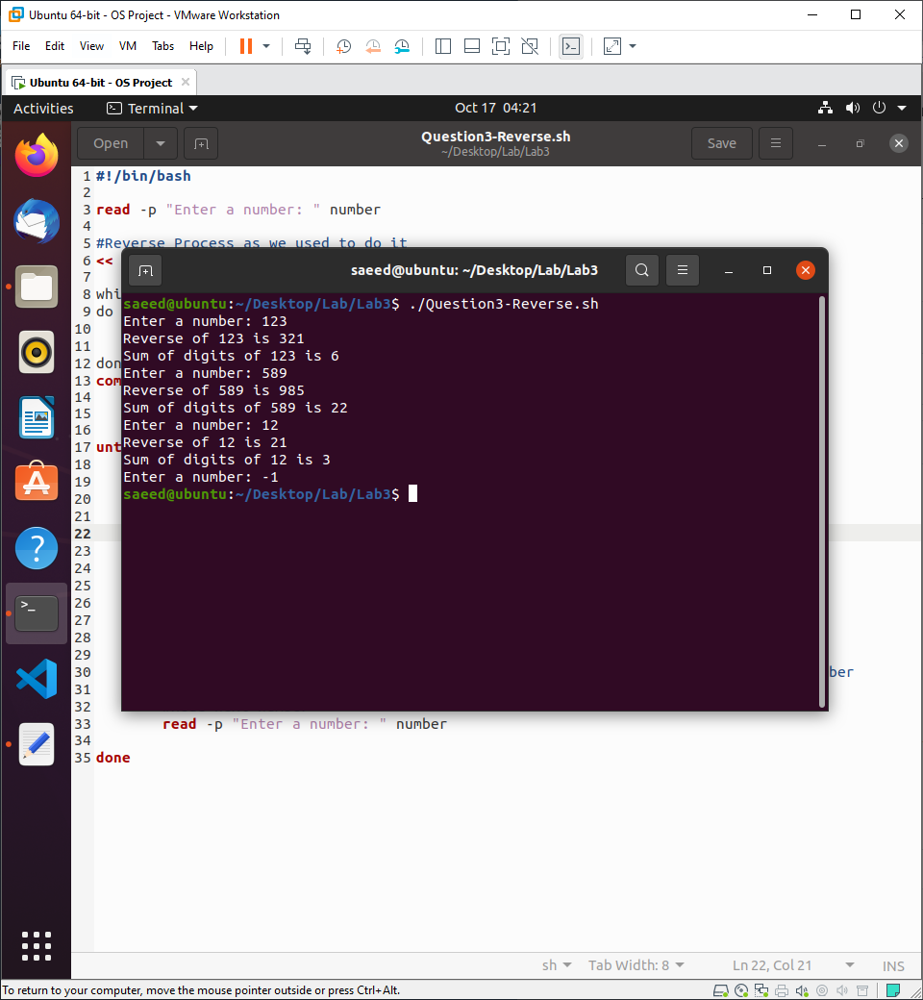 Ubuntu 64-bit - OS Project - VMware Workstation
File Edit View VM Tabs Help
Ubuntu 64-bit - OS Project
Activities Terminal Oct 17 04:21
Open Question3-Reverse.sh Save
~/Desktop/Lab/Lab3
1 #!/bin/bash
2
3 read -p "Enter a number: " number
4
5 #Reverse Process as we used to do it
6 <<
7
8 whi
9 do
10
11
12 don
13 com
14
15
16
17 unt
18
19
20
21
22
23
24
25
26
27
28
29
30 ber
31
32
33 read -p "Enter a number: " number
34
35 done
saeed@ubuntu: ~/Desktop/Lab/Lab3
saeed@ubuntu:~/Desktop/Lab/Lab3$ ./Question3-Reverse.sh
Enter a number: 123
Reverse of 123 is 321
Sum of digits of 123 is 6
Enter a number: 589
Reverse of 589 is 985
Sum of digits of 589 is 22
Enter a number: 12
Reverse of 12 is 21
Sum of digits of 12 is 3
Enter a number: -1
saeed@ubuntu:~/Desktop/Lab/Lab3$
sh Tab Width: 8 Ln 22, Col 21 INS
To return to your computer, move the mouse pointer outside or press Ctrl+Alt.